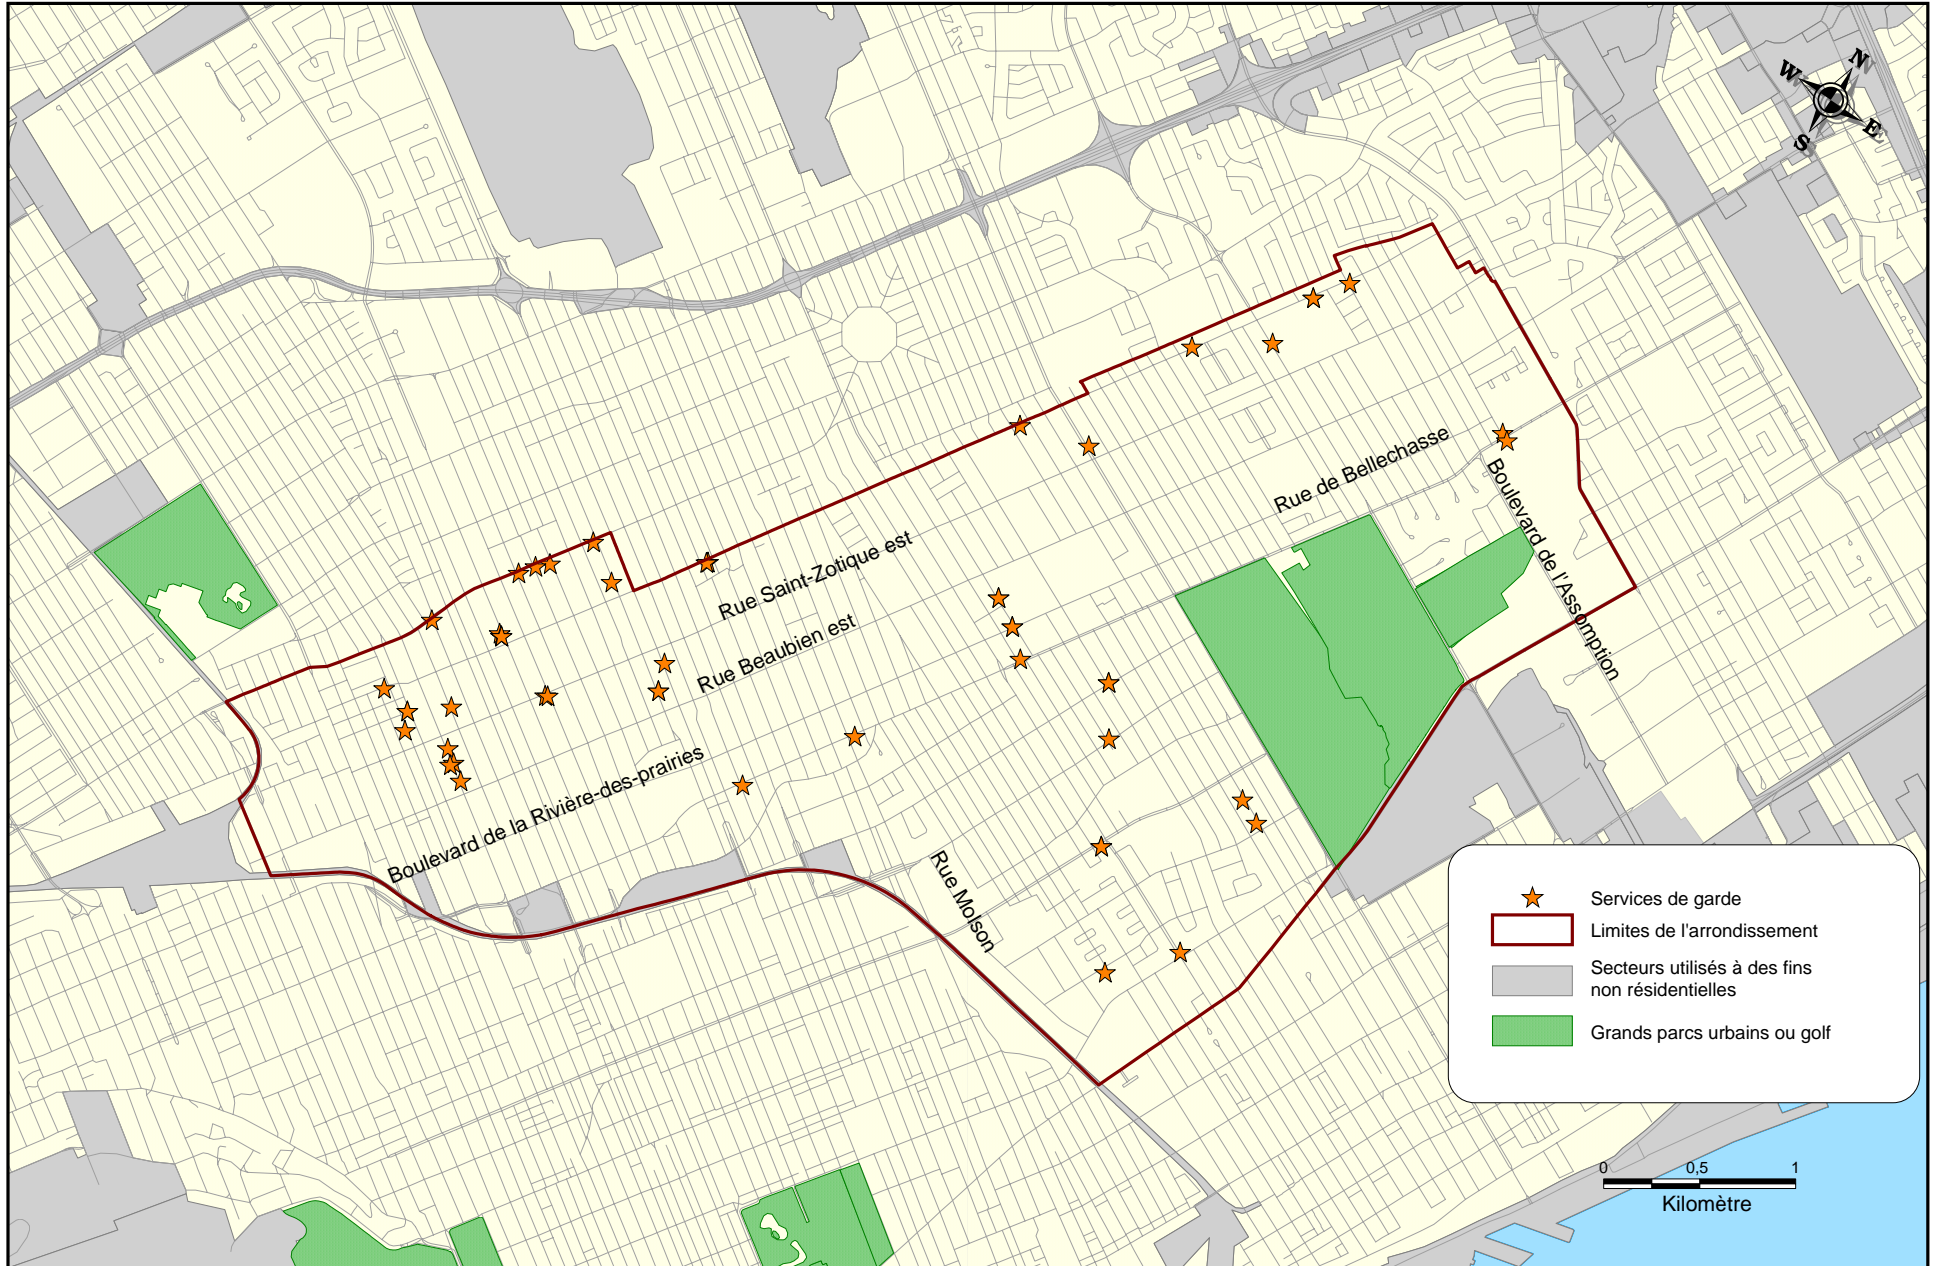 N
W
E
S
Rue de Bellechasse
Boulevard de l'Assomption
Rue Saint-Zotique est
Rue Beaubien est
Boulevard de la Rivière-des-prairies
Rue Molson
Services de garde
Limites de l'arrondissement
Secteurs utilisés à des fins
non résidentielles
Grands parcs urbains ou golf
0 0,5 1
Kilomètre